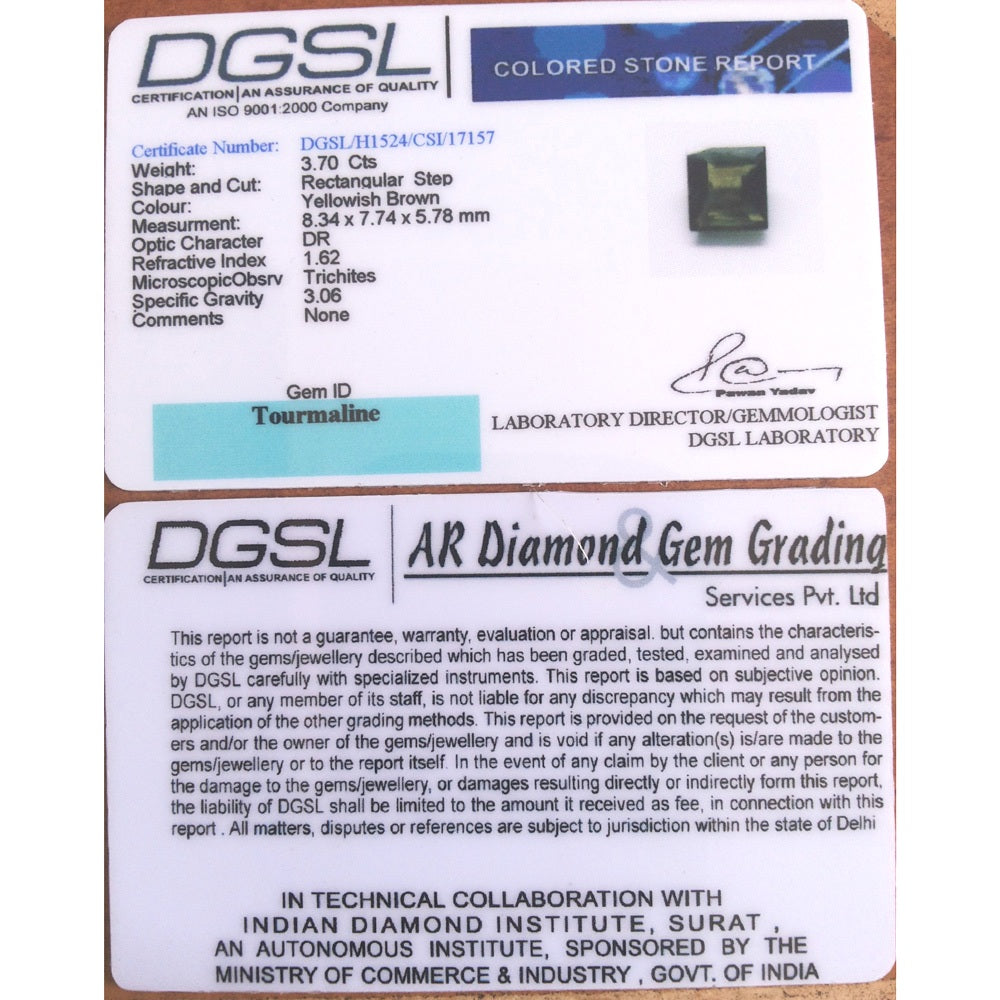 DGSL
CERTIFICATION|AN ASSURANCE OF QUALITY
AN ISO 9001:2000 Company
COLORED STONE REPORT
Certificate Number: DGSL/H1524/CSI/17157
Weight: 3.70 Cts
Shape and Cut: Rectangular Step
Colour: Yellowish Brown
Measurment: 8.34 x 7.74 x 5.78 mm
Optic Character DR
Refractive Index 1.62
MicroscopicObsrv Trichites
Specific Gravity 3.06
Comments None
Gem ID
Tourmaline
Pawan Yadav
LABORATORY DIRECTOR/GEMMOLOGIST
DGSL LABORATORY
DGSL
CERTIFICATION|AN ASSURANCE OF QUALITY
AR Diamond & Gem Grading
Services Pvt. Ltd
This report is not a guarantee, warranty, evaluation or appraisal. but contains the characteris-
tics of the gems/jewellery described which has been graded, tested, examined and analysed
by DGSL carefully with specialized instruments. This report is based on subjective opinion.
DGSL, or any member of its staff, is not liable for any discrepancy which may result from the
application of the other grading methods. This report is provided on the request of the custom-
ers and/or the owner of the gems/jewellery and is void if any alteration(s) is/are made to the
gems/jewellery or to the report itself. In the event of any claim by the client or any person for
the damage to the gems/jewellery, or damages resulting directly or indirectly form this report,
the liability of DGSL shall be limited to the amount it received as fee, in connection with this
report . All matters, disputes or references are subject to jurisdiction within the state of Delhi
IN TECHNICAL COLLABORATION WITH
INDIAN DIAMOND INSTITUTE, SURAT ,
AN AUTONOMOUS INSTITUTE, SPONSORED BY THE
MINISTRY OF COMMERCE & INDUSTRY , GOVT. OF INDIA